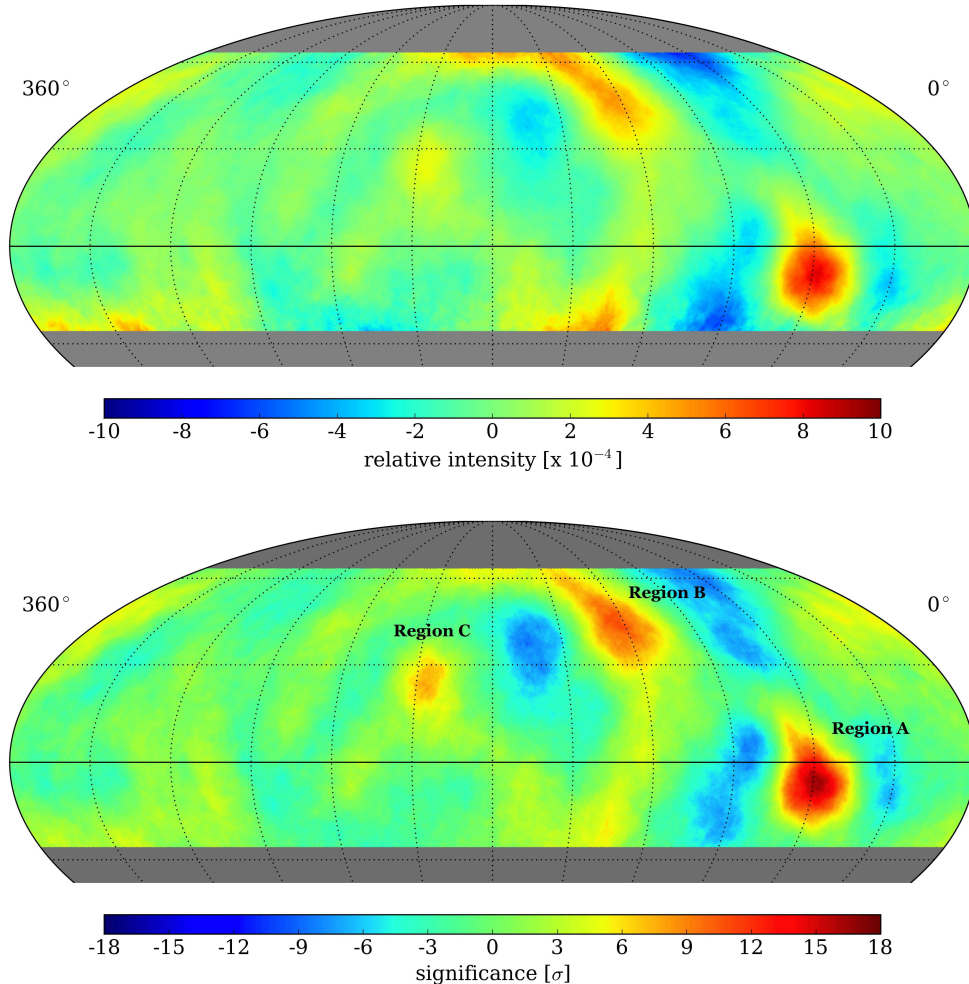 360° 0°
-10 -8 -6 -4 -2 0 2 4 6 8 10
relative intensity [x 10⁻⁴]
360° 0°
Region B
Region C
Region A
-18 -15 -12 -9 -6 -3 0 3 6 9 12 15 18
significance [σ]